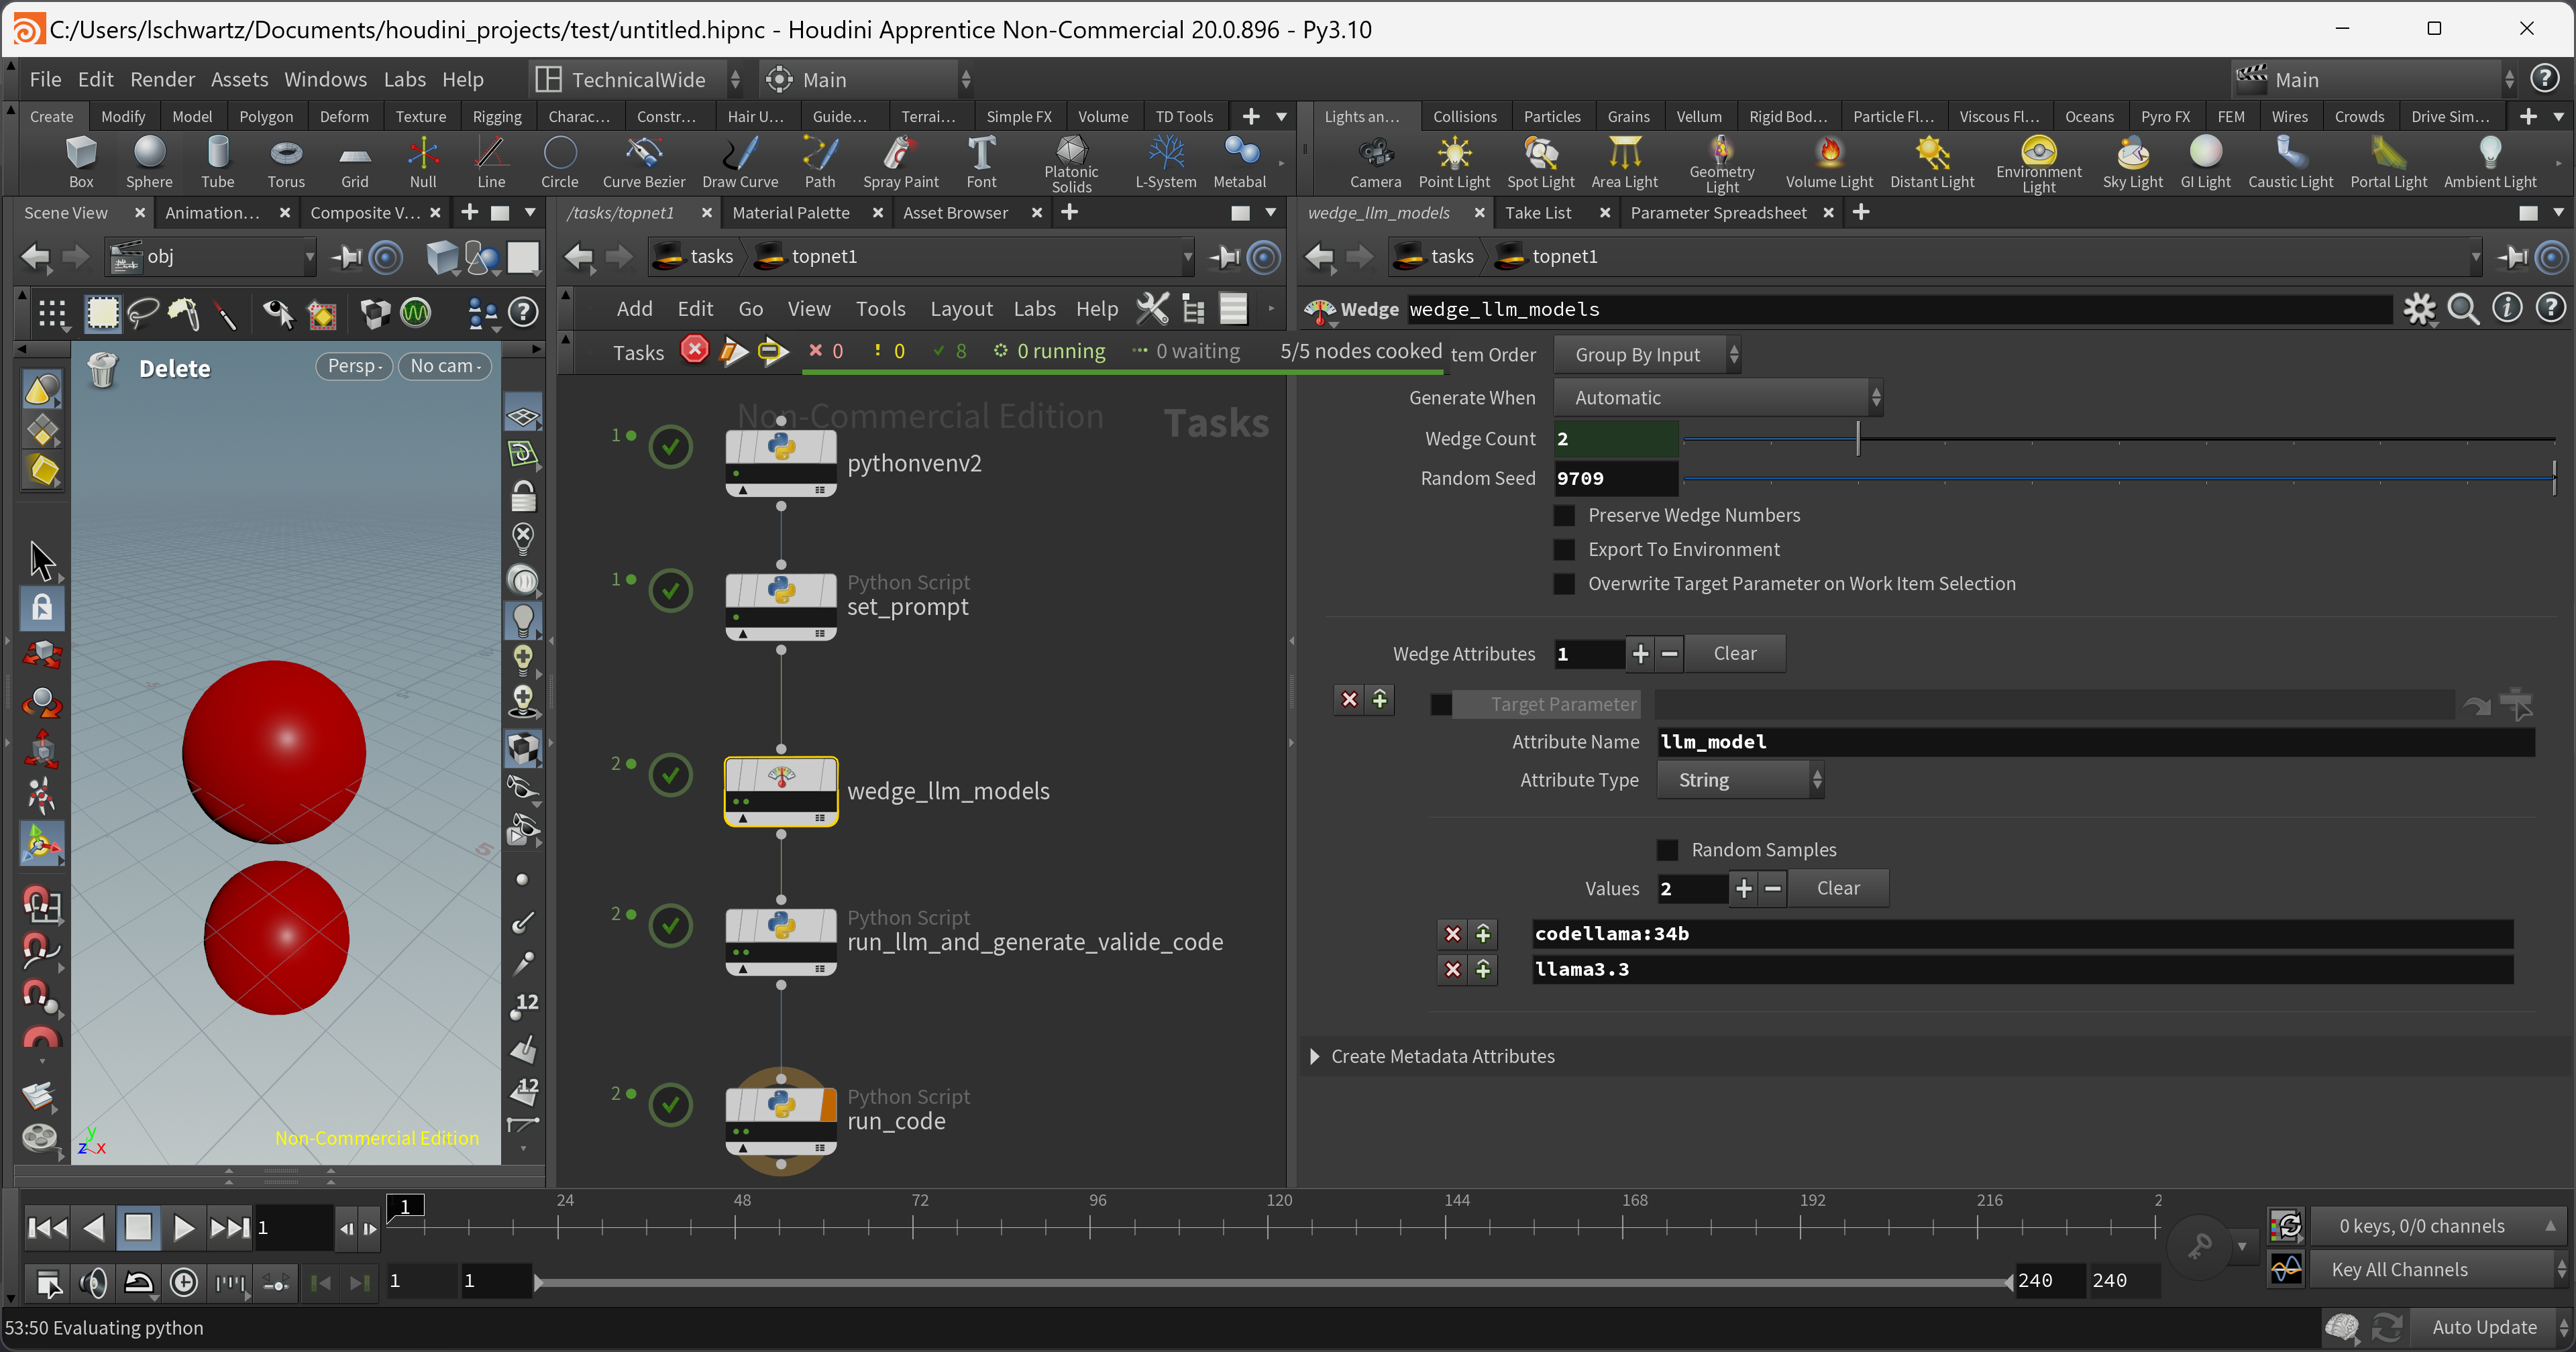 C:/Users/lschwartz/Documents/houdini_projects/test/untitled.hipnc - Houdini Apprentice Non-Commercial 20.0.896 - Py3.10
File Edit Render Assets Windows Labs Help TechnicalWide Main Main
Create Modify Model Polygon Deform Texture Rigging Charac... Constr... Hair U... Guide... Terrai... Simple FX Volume TD Tools
Lights an... Collisions Particles Grains Vellum Rigid Bod... Particle Fl... Viscous Fl... Oceans Pyro FX FEM Wires Crowds Drive Sim...
Box Sphere Tube Torus Grid Null Line Circle Curve Bezier Draw Curve Path Spray Paint Font Platonic Solids L-System Metabal
Camera Point Light Spot Light Area Light Geometry Light Volume Light Distant Light Environment Light Sky Light GI Light Caustic Light Portal Light Ambient Light
Scene View Animation... Composite V...
/tasks/topnet1 Material Palette Asset Browser
wedge_llm_models Take List Parameter Spreadsheet
obj
tasks topnet1
tasks topnet1
Add Edit Go View Tools Layout Labs Help
Wedge wedge_llm_models
Tasks 0 0 8 0 running 0 waiting 5/5 nodes cooked
Delete Persp No cam
Non-Commercial Edition
Tasks
1 pythonvenv2
1 Python Script
set_prompt
2 wedge_llm_models
2 Python Script
run_llm_and_generate_valide_code
2 Python Script
run_code
5
12
12
y
z x
Non-Commercial Edition
tem Order Group By Input
Generate When Automatic
Wedge Count 2
Random Seed 9709
Preserve Wedge Numbers
Export To Environment
Overwrite Target Parameter on Work Item Selection
Wedge Attributes 1 Clear
Target Parameter
Attribute Name llm_model
Attribute Type String
Random Samples
Values 2 Clear
codellama:34b
llama3.3
Create Metadata Attributes
1 24 48 72 96 120 144 168 192 216 2
1
0 keys, 0/0 channels
1 1 240 240
Key All Channels
53:50 Evaluating python
Auto Update